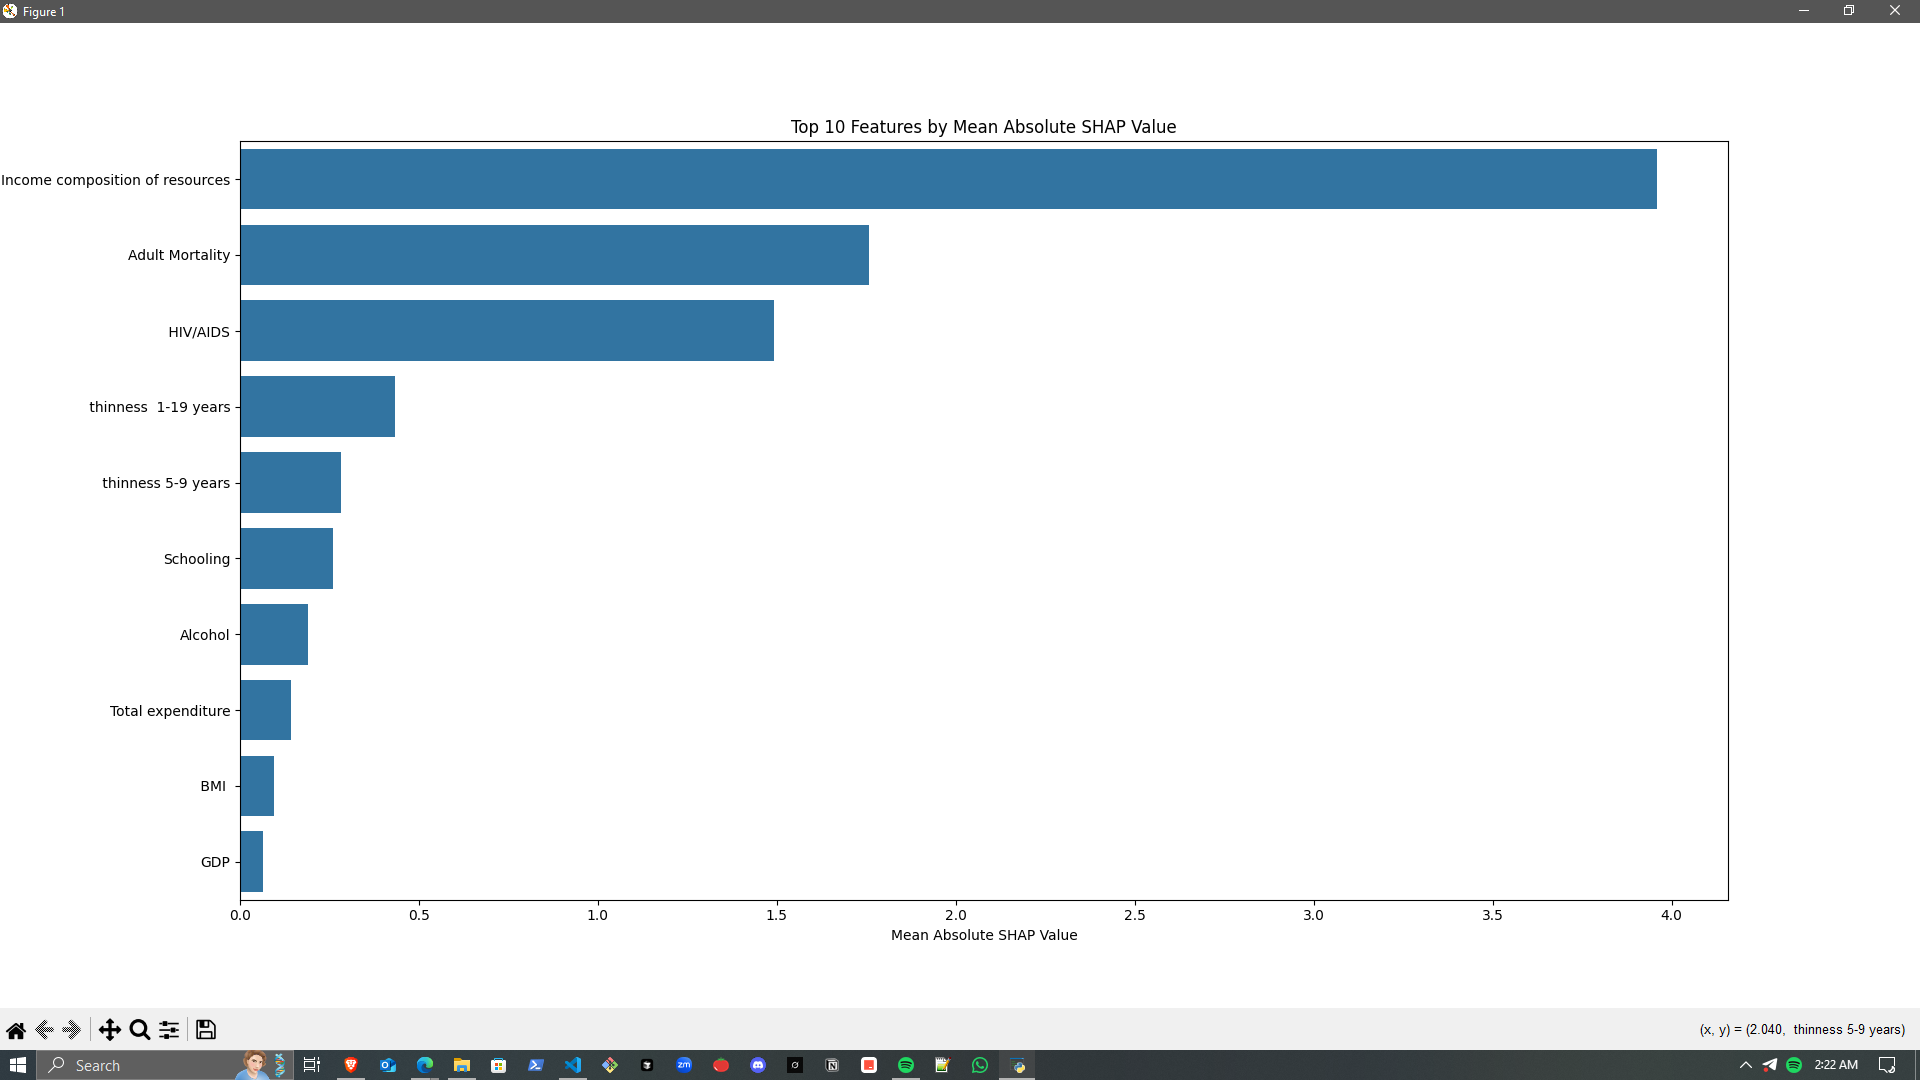 Figure 1
Top 10 Features by Mean Absolute SHAP Value
Income composition of resources
Adult Mortality
HIV/AIDS
thinness  1-19 years
thinness 5-9 years
Schooling
Alcohol
Total expenditure
BMI
GDP
0.0 0.5 1.0 1.5 2.0 2.5 3.0 3.5 4.0
Mean Absolute SHAP Value
(x, y) = (2.040,  thinness 5-9 years)
Search
zm
2:22 AM